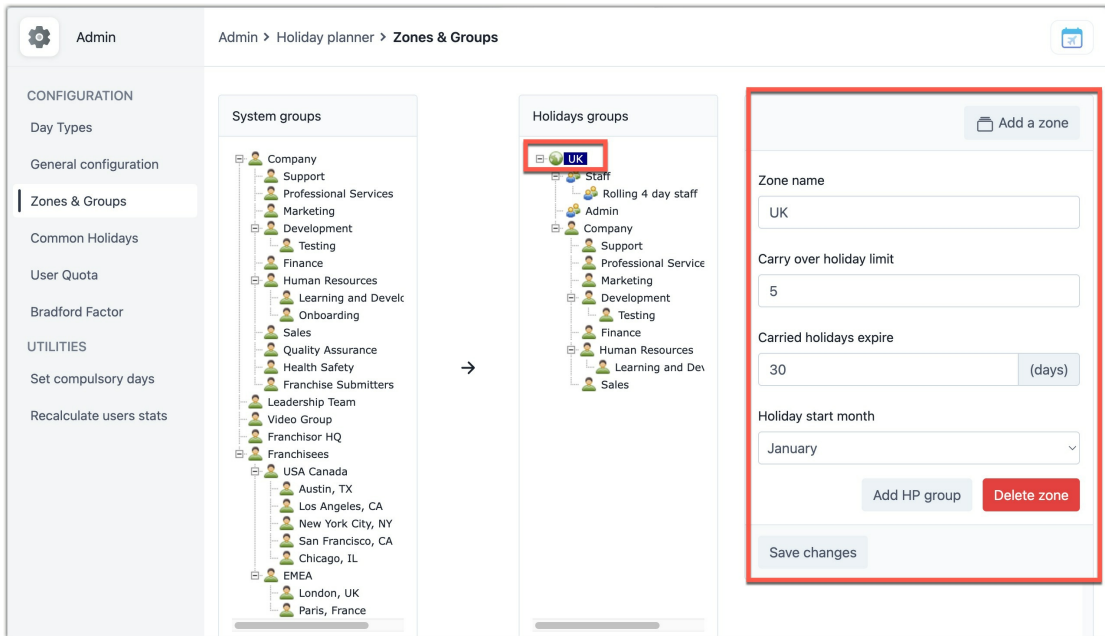 Admin
Admin > Holiday planner > Zones & Groups
CONFIGURATION
Day Types
General configuration
Zones & Groups
Common Holidays
User Quota
Bradford Factor
UTILITIES
Set compulsory days
Recalculate users stats
System groups
Company
Support
Professional Services
Marketing
Development
Testing
Finance
Human Resources
Learning and Develo
Onboarding
Sales
Quality Assurance
Health Safety
Franchise Submitters
Leadership Team
Video Group
Franchisor HQ
Franchisees
USA Canada
Austin, TX
Los Angeles, CA
New York City, NY
San Francisco, CA
Chicago, IL
EMEA
London, UK
Paris, France
Holidays groups
UK
Staff
Rolling 4 day staff
Admin
Company
Support
Professional Service
Marketing
Development
Testing
Finance
Human Resources
Learning and Dev
Sales
Add a zone
Zone name
UK
Carry over holiday limit
5
Carried holidays expire
30 (days)
Holiday start month
January
Add HP group Delete zone
Save changes